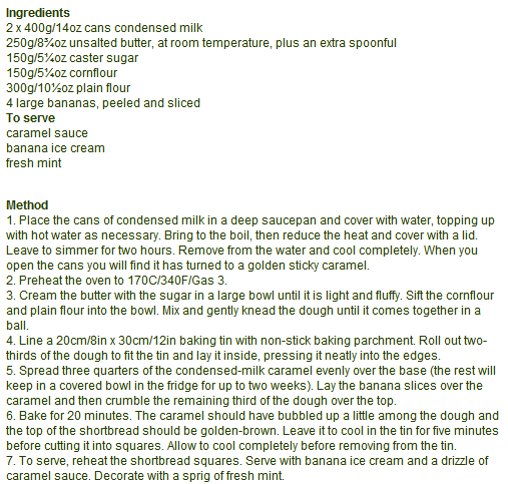 Ingredients
2 x 400g/14oz cans condensed milk
250g/8¾oz unsalted butter, at room temperature, plus an extra spoonful
150g/5¼oz caster sugar
150g/5¼oz cornflour
300g/10½oz plain flour
4 large bananas, peeled and sliced
To serve
caramel sauce
banana ice cream
fresh mint
Method
1. Place the cans of condensed milk in a deep saucepan and cover with water, topping up
with hot water as necessary. Bring to the boil, then reduce the heat and cover with a lid.
Leave to simmer for two hours. Remove from the water and cool completely. When you
open the cans you will find it has turned to a golden sticky caramel.
2. Preheat the oven to 170C/340F/Gas 3.
3. Cream the butter with the sugar in a large bowl until it is light and fluffy. Sift the cornflour
and plain flour into the bowl. Mix and gently knead the dough until it comes together in a
ball.
4. Line a 20cm/8in x 30cm/12in baking tin with non-stick baking parchment. Roll out two-
thirds of the dough to fit the tin and lay it inside, pressing it neatly into the edges.
5. Spread three quarters of the condensed-milk caramel evenly over the base (the rest will
keep in a covered bowl in the fridge for up to two weeks). Lay the banana slices over the
caramel and then crumble the remaining third of the dough over the top.
6. Bake for 20 minutes. The caramel should have bubbled up a little among the dough and
the top of the shortbread should be golden-brown. Leave it to cool in the tin for five minutes
before cutting it into squares. Allow to cool completely before removing from the tin.
7. To serve, reheat the shortbread squares. Serve with banana ice cream and a drizzle of
caramel sauce. Decorate with a sprig of fresh mint.